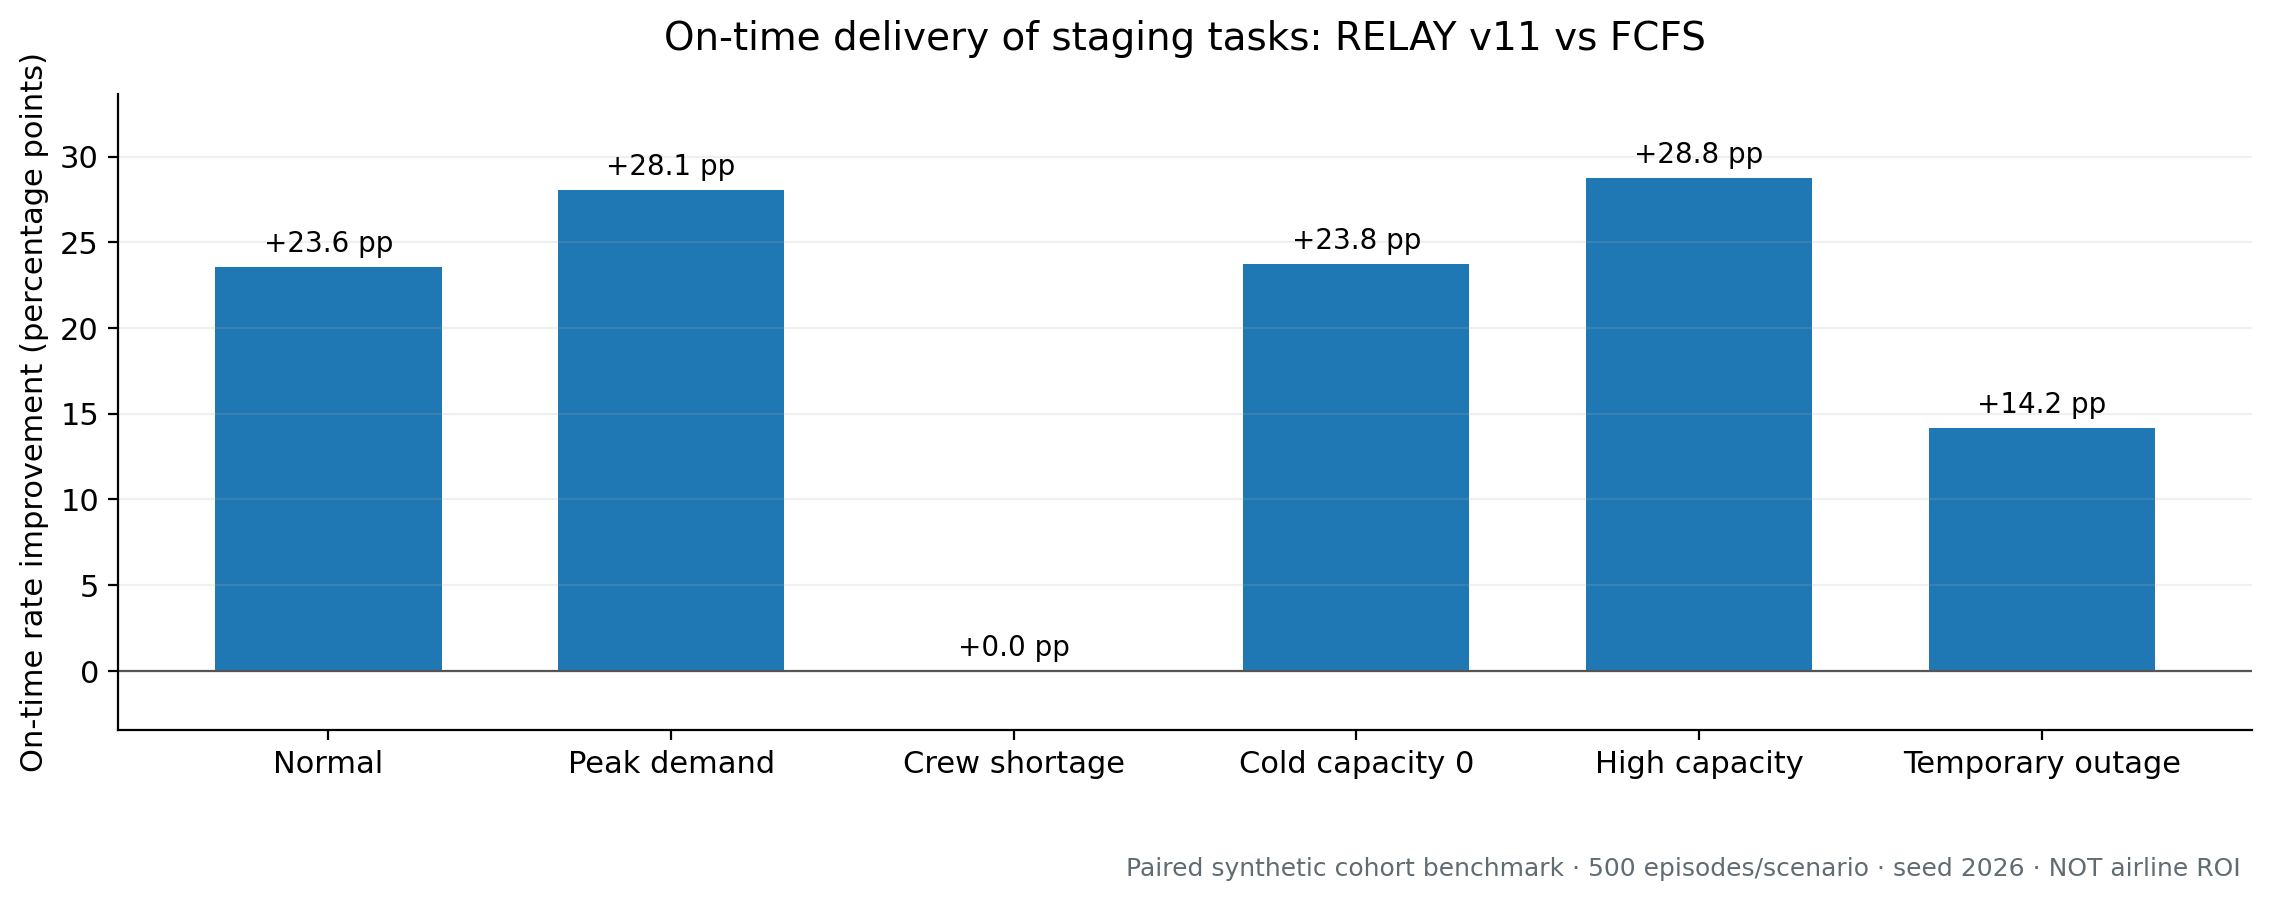 On-time delivery of staging tasks: RELAY v11 vs FCFS
On-time rate improvement (percentage points)
30
25
20
15
10
5
0
+23.6 pp
+28.1 pp
+0.0 pp
+23.8 pp
+28.8 pp
+14.2 pp
Normal
Peak demand
Crew shortage
Cold capacity 0
High capacity
Temporary outage
Paired synthetic cohort benchmark · 500 episodes/scenario · seed 2026 · NOT airline ROI